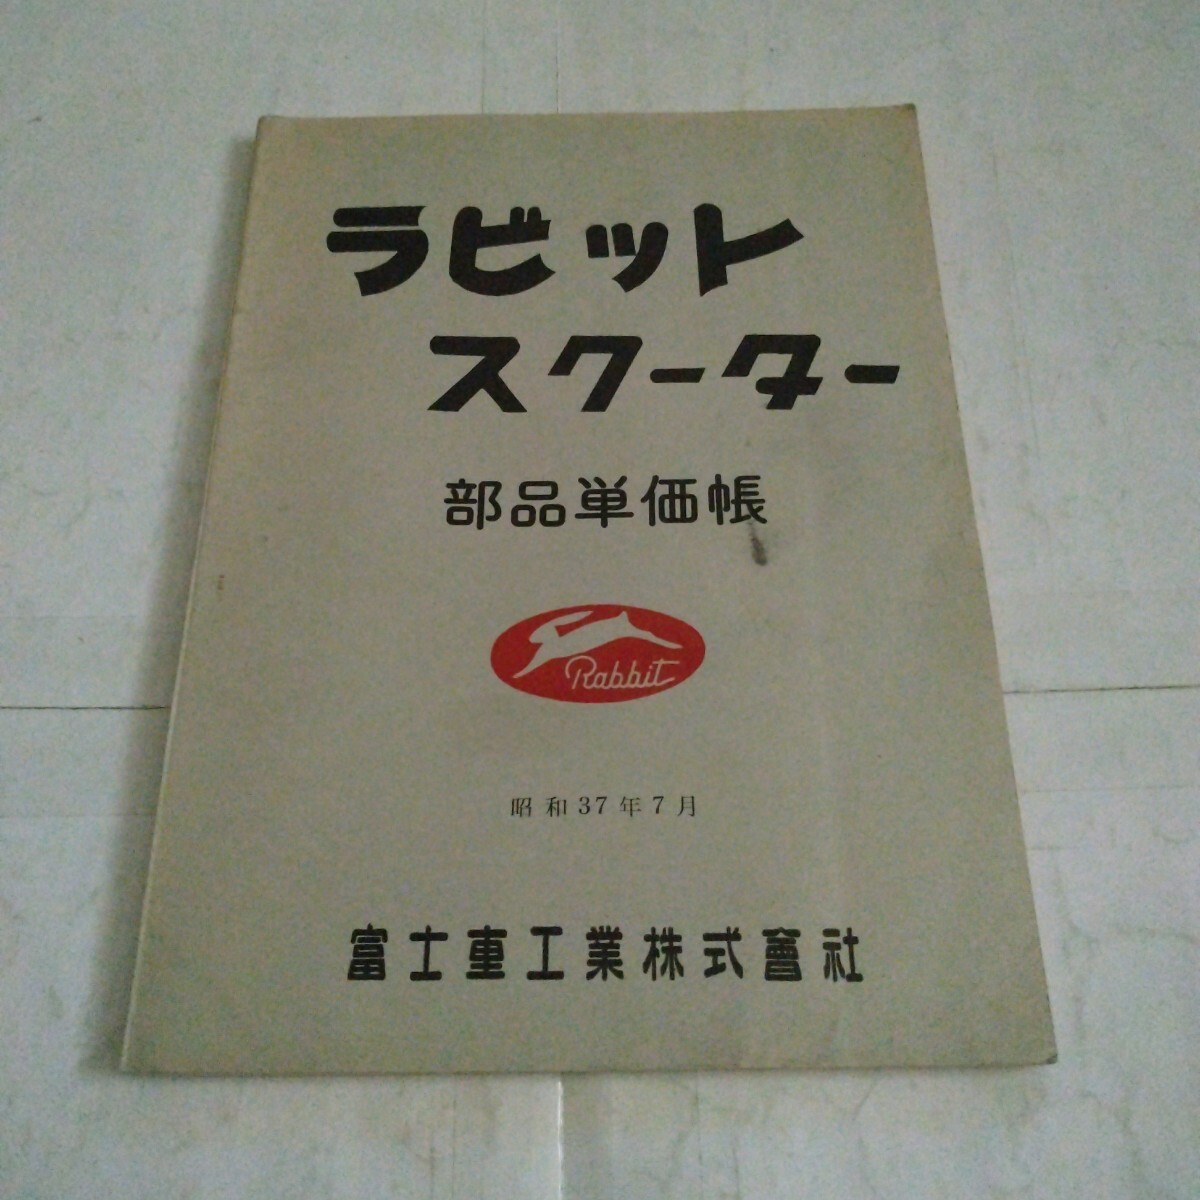 ラビット
スクーター
部品単価帳
Rabbit
昭和37年7月
富士重工業株式會社